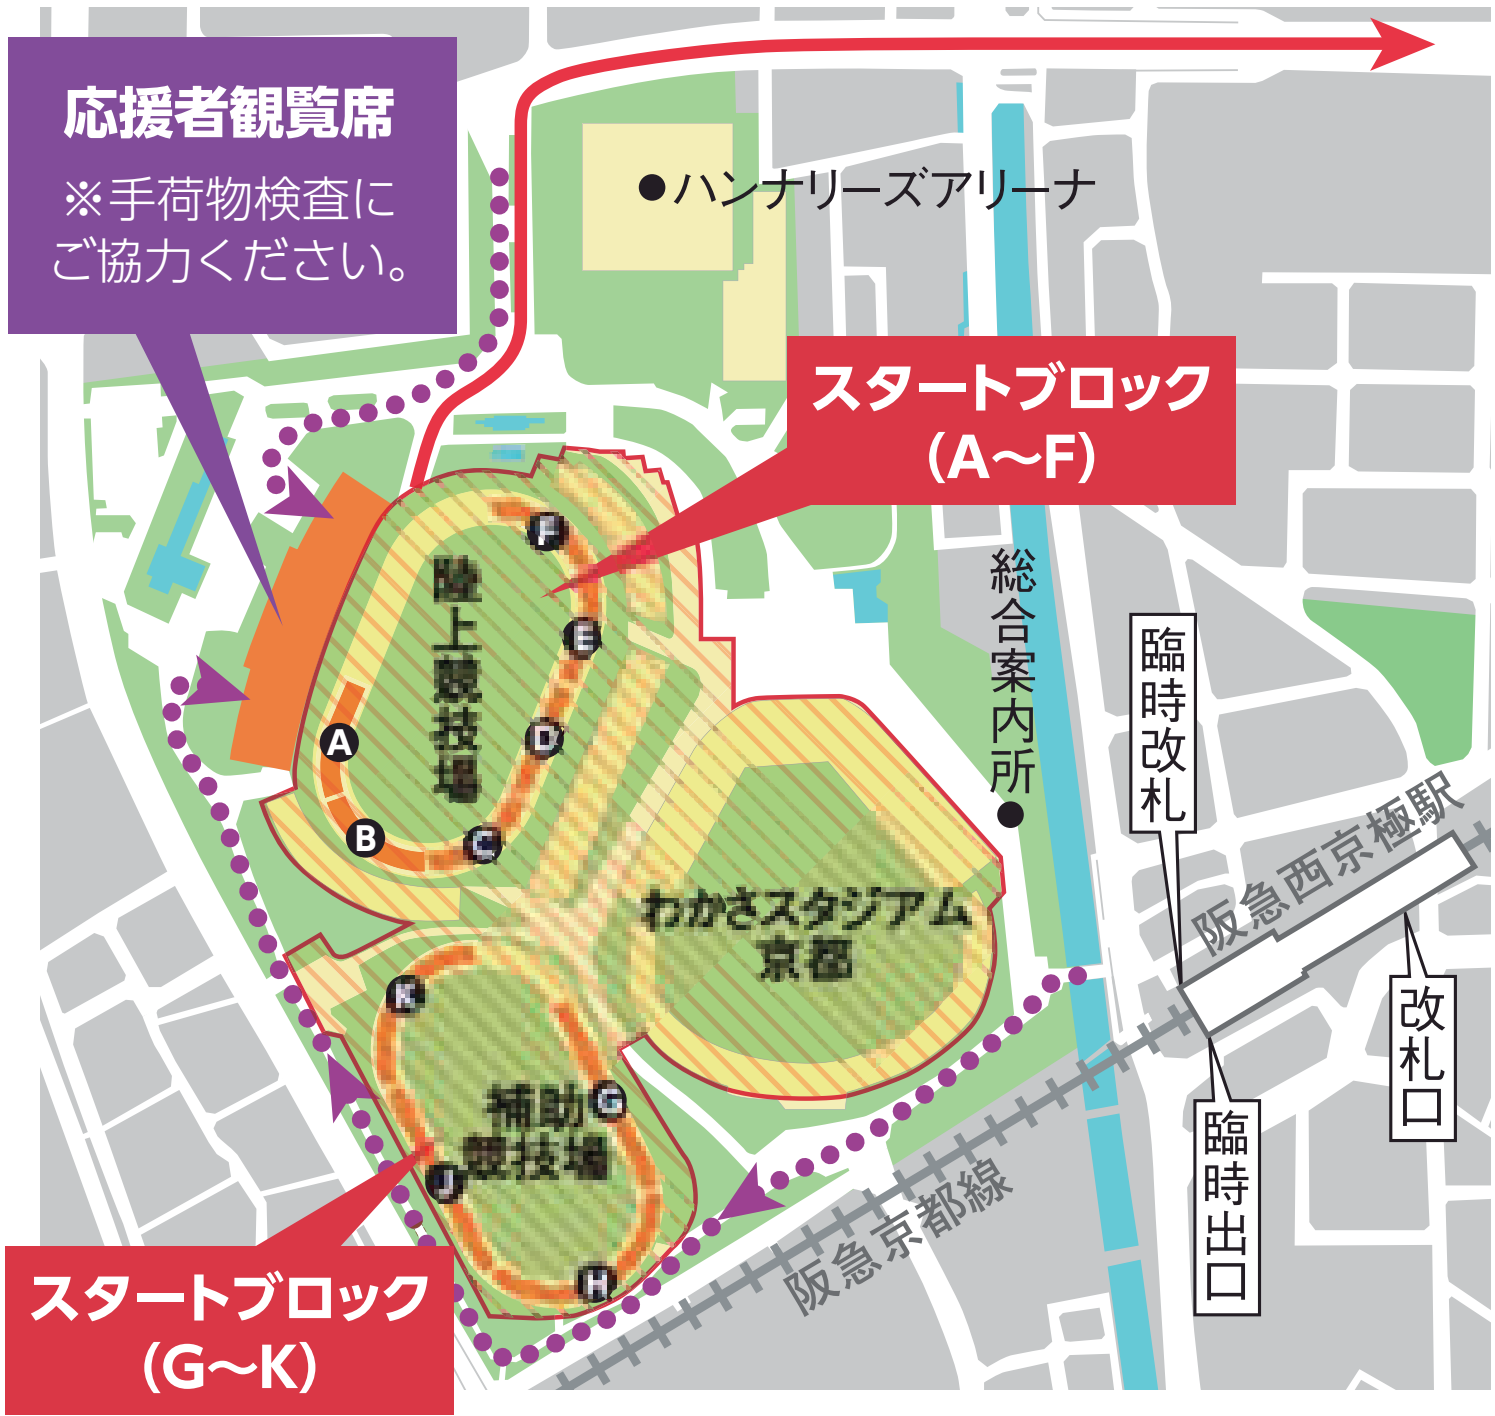 応援者観覧席
※手荷物検査に
ご協力ください。
ハンナリーズアリーナ
スタートブロック
(A～F)
F
陸上競技場
E
D
A
B
C
総合案内所
臨時改札
阪急西京極駅
わかさスタジアム
京都
K
改札口
臨時出口
G
補助
競技場
J
H
阪急京都線
スタートブロック
(G～K)